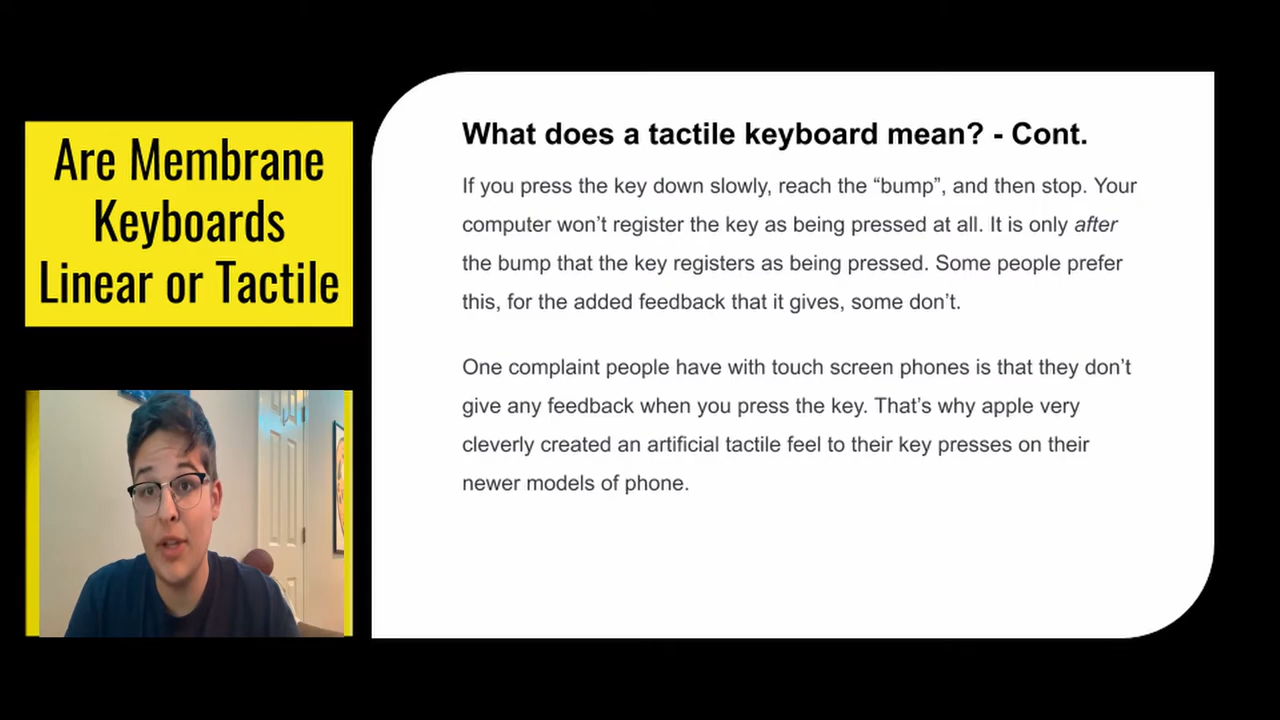 Are Membrane
Keyboards
Linear or Tactile
What does a tactile keyboard mean? - Cont.
If you press the key down slowly, reach the “bump”, and then stop. Your
computer won’t register the key as being pressed at all. It is only after
the bump that the key registers as being pressed. Some people prefer
this, for the added feedback that it gives, some don’t.
One complaint people have with touch screen phones is that they don’t
give any feedback when you press the key. That’s why apple very
cleverly created an artificial tactile feel to their key presses on their
newer models of phone.